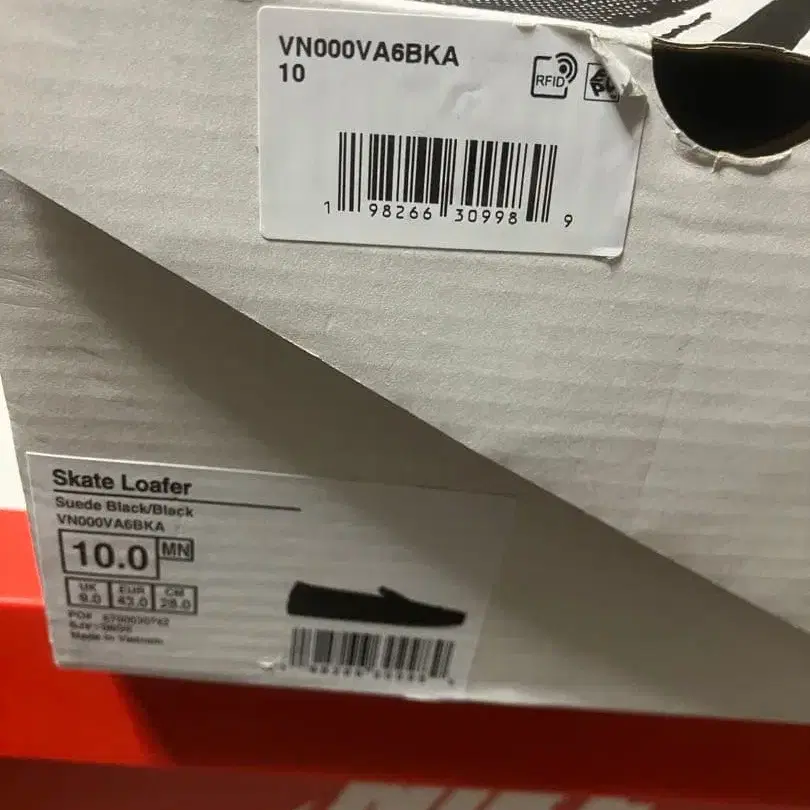 VN000VA6BKA
10
RFID
1 98266 30998 9
Skate Loafer
Suede Black/Black
VN000VA6BKA
10.0 MN
UK EUR CM
9.0 43.0 28.0
PO#
Made in Vietnam